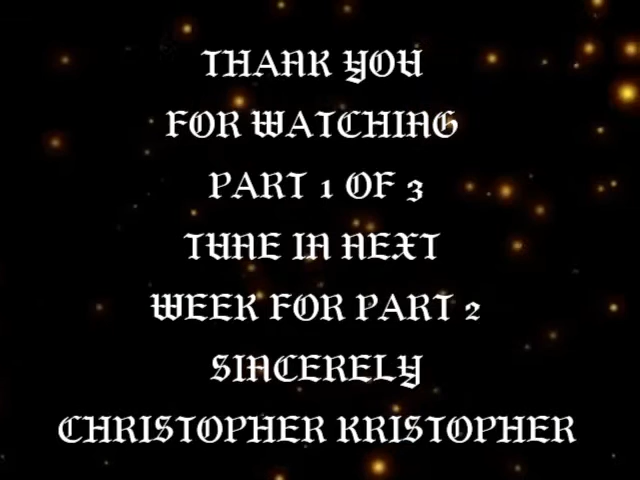 THANK YOU
FOR WATCHING
PART 1 OF 3
TUNE IN NEXT
WEEK FOR PART 2
SINCERELY
CHRISTOPHER KRISTOPHER